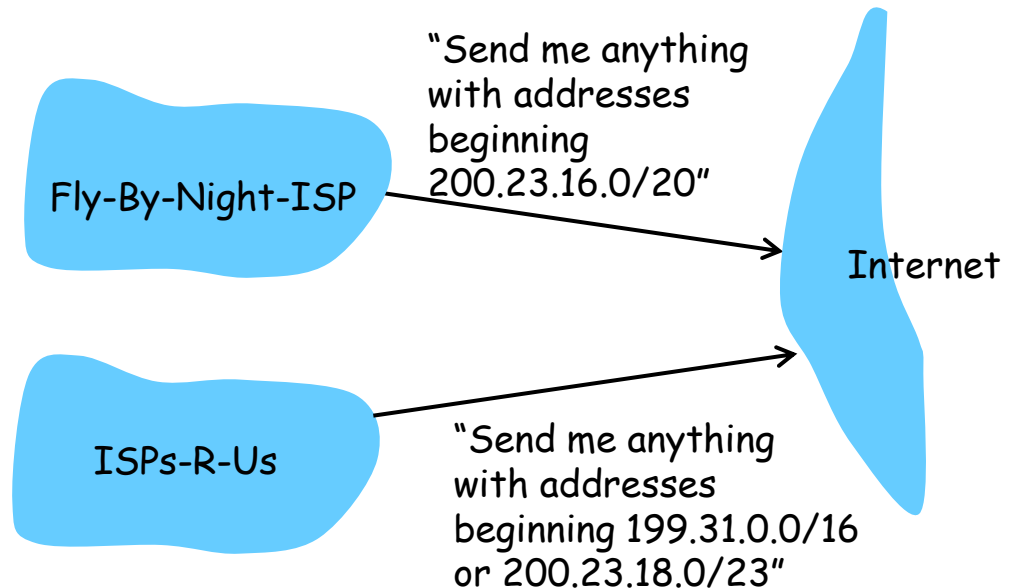 “Send me anything
with addresses
beginning
200.23.16.0/20”
Fly-By-Night-ISP
Internet
ISPs-R-Us
“Send me anything
with addresses
beginning 199.31.0.0/16
or 200.23.18.0/23”